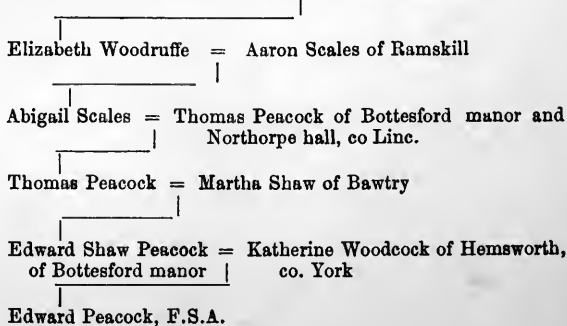 Elizabeth Woodruffe = Aaron Scales of Ramskill
Abigail Scales = Thomas Peacock of Bottesford manor and
Northorpe hall, co Linc.
Thomas Peacock = Martha Shaw of Bawtry
Edward Shaw Peacock = Katherine Woodcock of Hemsworth,
of Bottesford manor co. York
Edward Peacock, F.S.A.